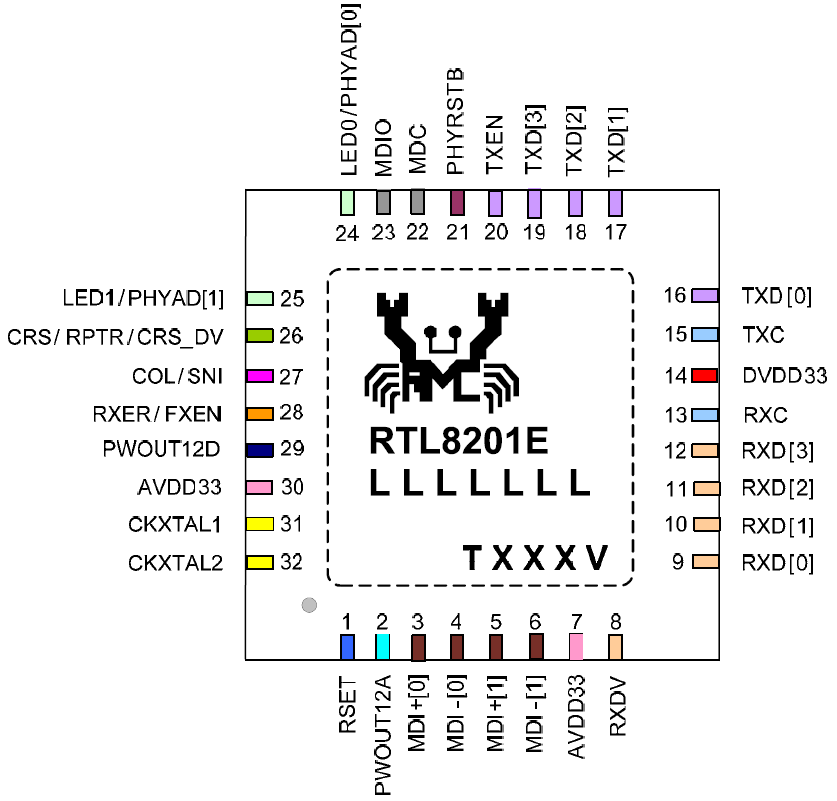 LED0/PHYAD[0]
MDIO
MDC
PHYRSTB
TXEN
TXD[3]
TXD[2]
TXD[1]
24 23 22 21 20 19 18 17
LED1/PHYAD[1] 25
CRS/RPTR/CRS_DV 26
COL/SNI 27
RXER/FXEN 28
PWOUT12D 29
AVDD33 30
CKXTAL1 31
CKXTAL2 32
RTL8201E
LLLLLLL
TXXXV
16 TXD[0]
15 TXC
14 DVDD33
13 RXC
12 RXD[3]
11 RXD[2]
10 RXD[1]
9 RXD[0]
1 2 3 4 5 6 7 8
RSET
PWOUT12A
MDI+[0]
MDI-[0]
MDI+[1]
MDI-[1]
AVDD33
RXDV